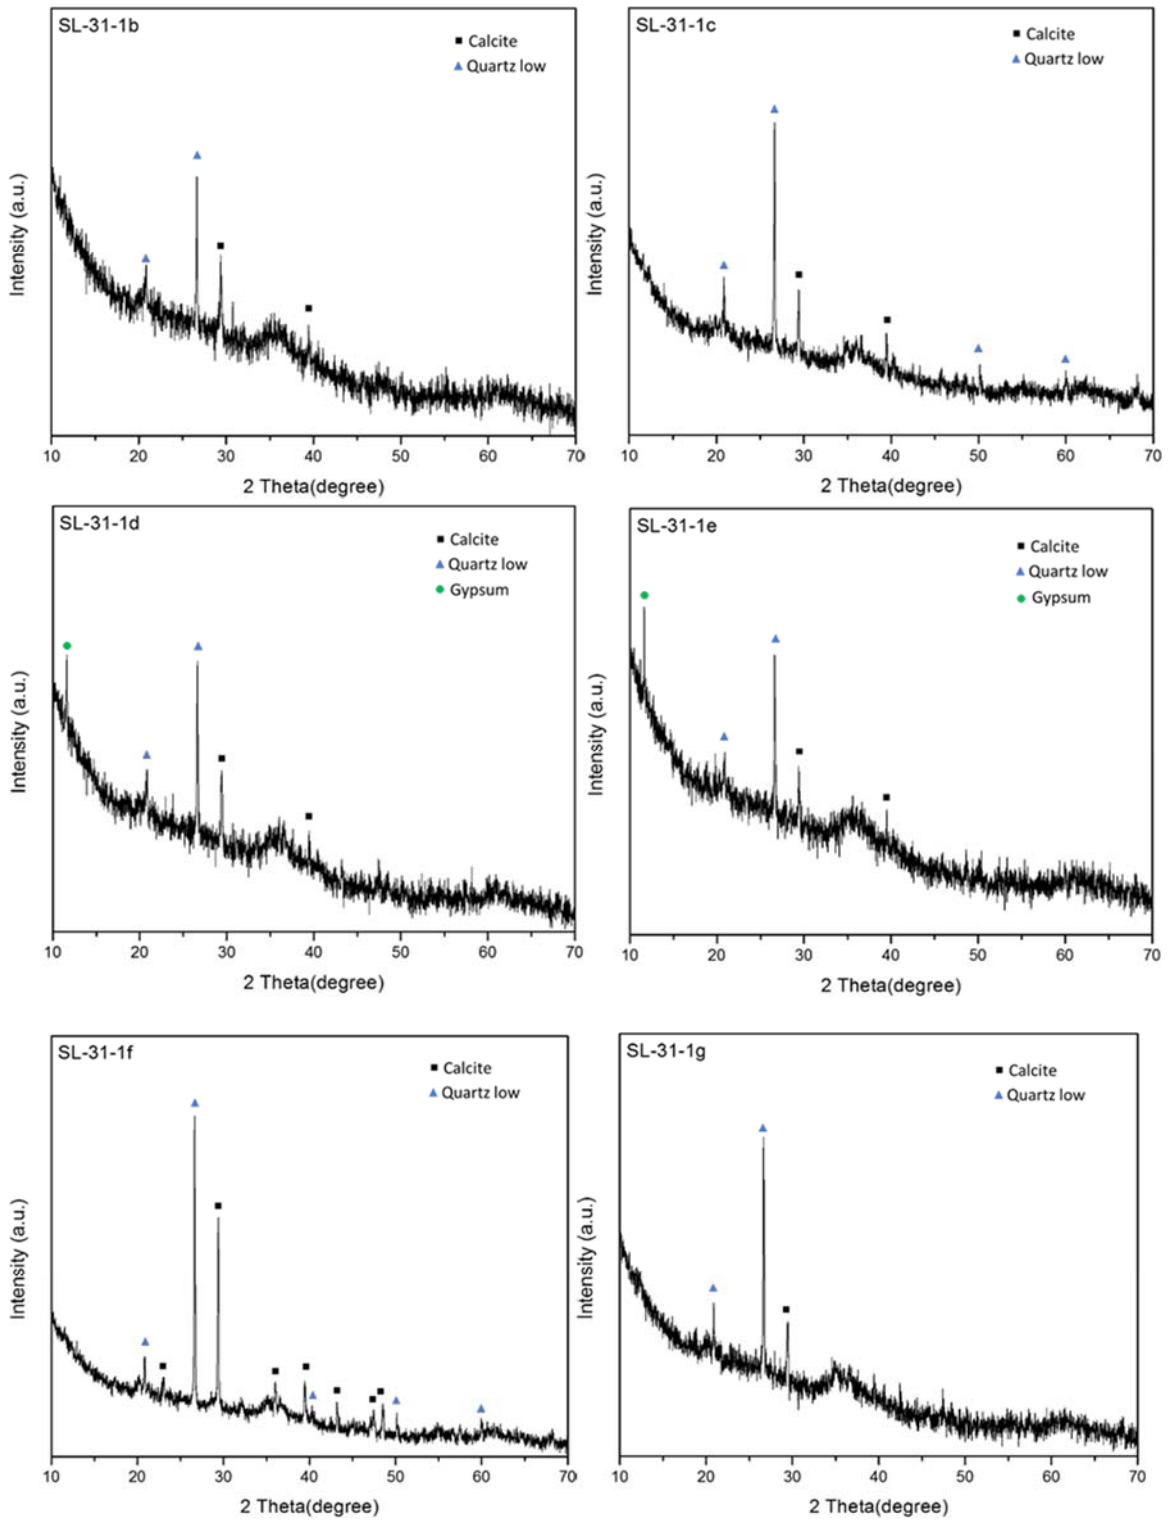 SL-31-1b
Calcite
Quartz low
Intensity (a.u.)
10 20 30 40 50 60 70
2 Theta(degree)
SL-31-1c
Calcite
Quartz low
Intensity (a.u.)
10 20 30 40 50 60 70
2 Theta(degree)
SL-31-1d
Calcite
Quartz low
Gypsum
Intensity (a.u.)
10 20 30 40 50 60 70
2 Theta(degree)
SL-31-1e
Calcite
Quartz low
Gypsum
Intensity (a.u.)
10 20 30 40 50 60 70
2 Theta(degree)
SL-31-1f
Calcite
Quartz low
Intensity (a.u.)
10 20 30 40 50 60 70
2 Theta(degree)
SL-31-1g
Calcite
Quartz low
Intensity (a.u.)
10 20 30 40 50 60 70
2 Theta(degree)